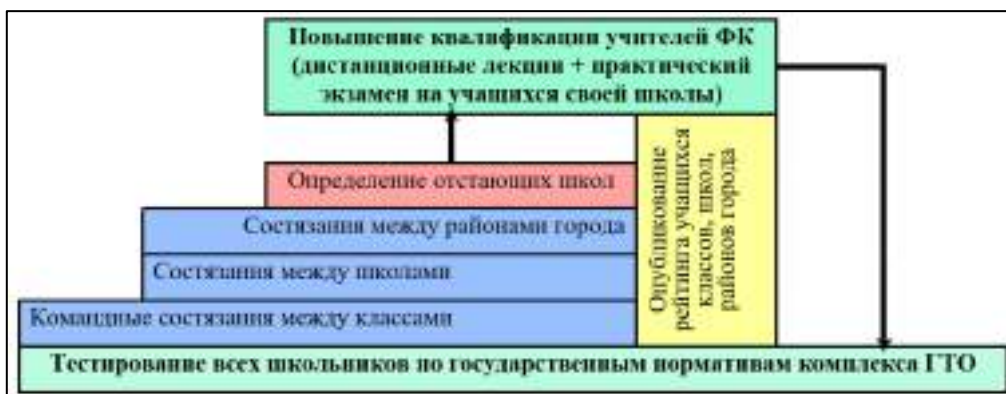 Повышение квалификации учителей ФК
(дистанционные лекции + практический
экзамен на учащихся своей школы)
Определение отстающих школ
Состязания между районами города
Состязания между школами
Командные состязания между классами
Опубликование
рейтинга учащихся
классов, школ,
районов города
Тестирование всех школьников по государственным нормативам комплекса ГТО